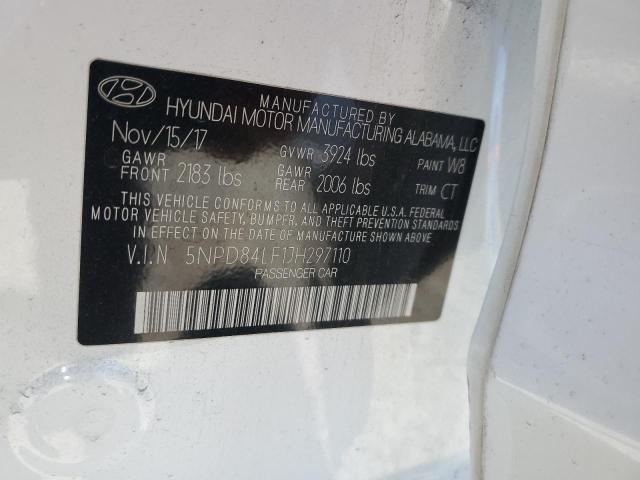 MANUFACTURED BY
HYUNDAI MOTOR MANUFACTURING ALABAMA, LLC
Nov/15/17 GVWR 3924 lbs PAINT W8
GAWR FRONT 2183 lbs GAWR REAR 2006 lbs TRIM CT
THIS VEHICLE CONFORMS TO ALL APPLICABLE U.S.A. FEDERAL
MOTOR VEHICLE SAFETY, BUMPER, AND THEFT PREVENTION STANDARDS
IN EFFECT ON THE DATE OF MANUFACTURE SHOWN ABOVE.
V.I.N 5NPD84LF1JH297110
PASSENGER CAR